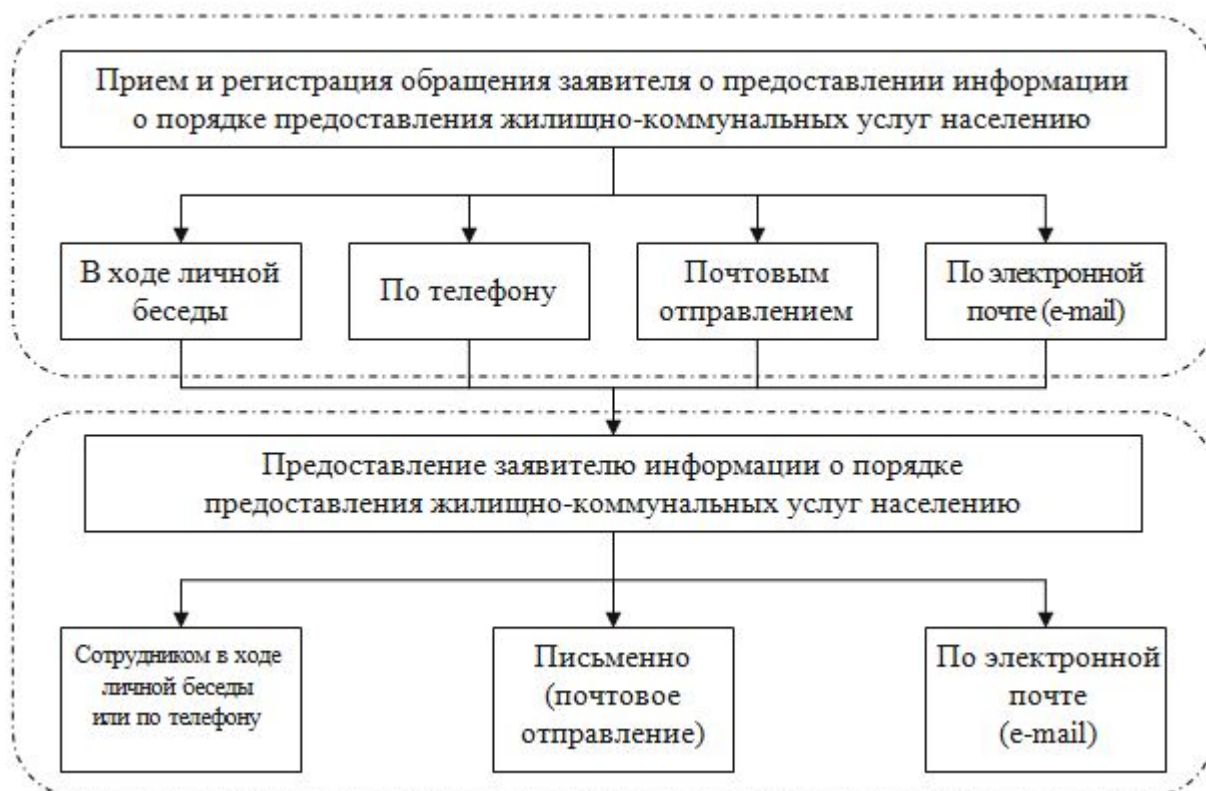 Прием и регистрация обращения заявителя о предоставлении информации
о порядке предоставления жилищно-коммунальных услуг населению
В ходе личной
беседы
По телефону
Почтовым
отправлением
По электронной
почте (e-mail)
Предоставление заявителю информации о порядке
предоставления жилищно-коммунальных услуг населению
Сотрудником в ходе
личной беседы
или по телефону
Письменно
(почтовое
отправление)
По электронной
почте
(e-mail)